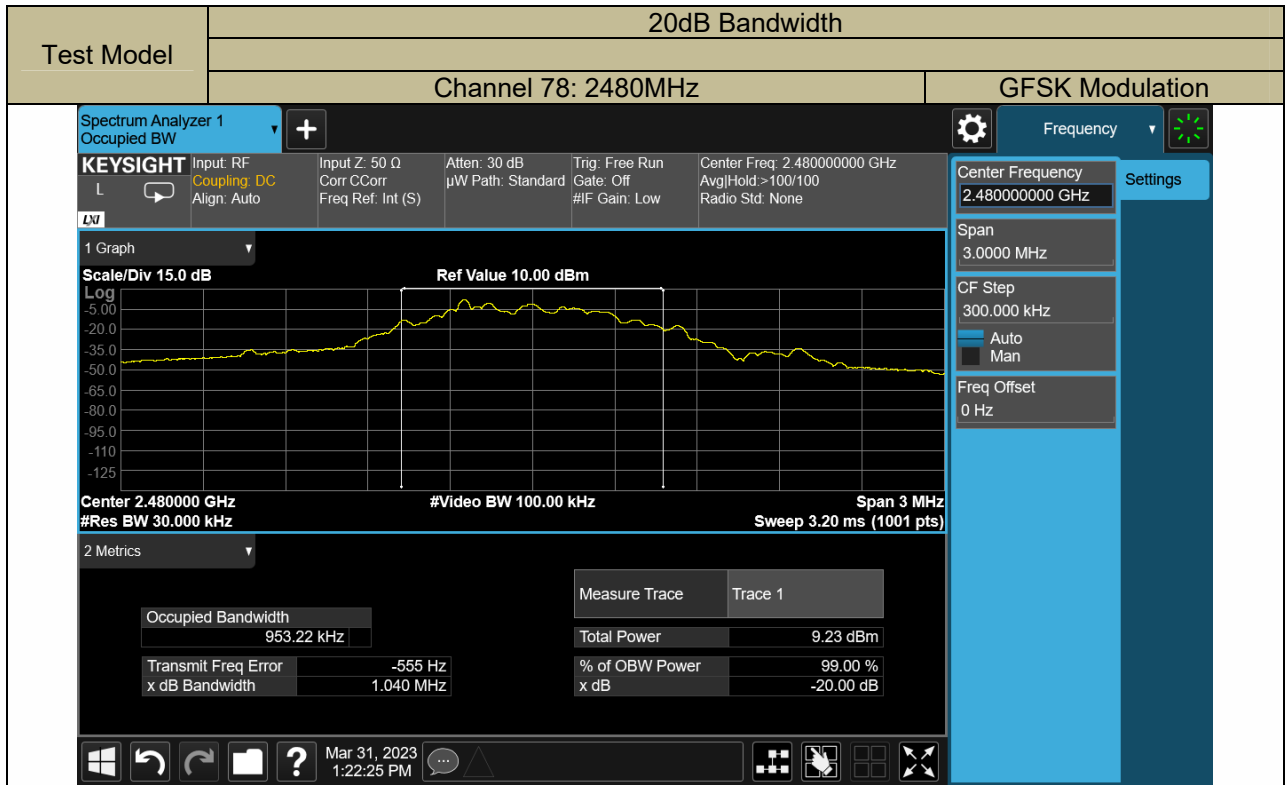 Test Model
20dB Bandwidth
Channel 78: 2480MHz
GFSK Modulation
Spectrum Analyzer 1
Occupied BW
Frequency
KEYSIGHT
L
LXI
Input: RF
Coupling: DC
Align: Auto
Input Z: 50 Ω
Corr CCorr
Freq Ref: Int (S)
Atten: 30 dB
µW Path: Standard
Trig: Free Run
Gate: Off
#IF Gain: Low
Center Freq: 2.480000000 GHz
Avg|Hold:>100/100
Radio Std: None
Center Frequency
2.480000000 GHz
Settings
Span
3.0000 MHz
CF Step
300.000 kHz
Auto
Man
Freq Offset
0 Hz
1 Graph
Scale/Div 15.0 dB
Ref Value 10.00 dBm
Log
-5.00
-20.0
-35.0
-50.0
-65.0
-80.0
-95.0
-110
-125
Center 2.480000 GHz
#Video BW 100.00 kHz
Span 3 MHz
#Res BW 30.000 kHz
Sweep 3.20 ms (1001 pts)
2 Metrics
Measure Trace
Trace 1
Occupied Bandwidth
953.22 kHz
Total Power
9.23 dBm
Transmit Freq Error
-555 Hz
% of OBW Power
99.00 %
x dB Bandwidth
1.040 MHz
x dB
-20.00 dB
?
Mar 31, 2023
1:22:25 PM